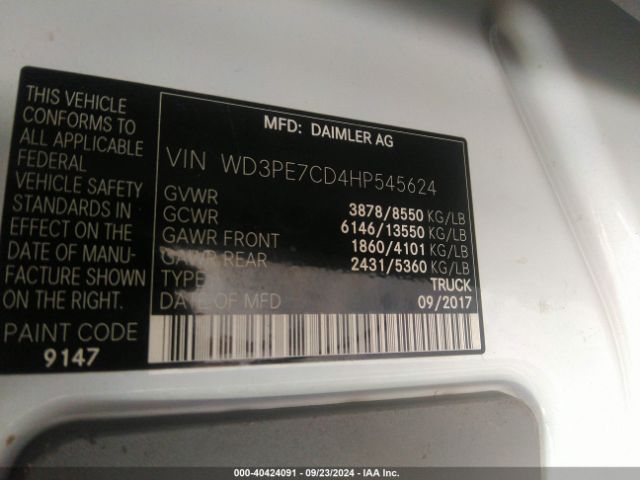 THIS VEHICLE
CONFORMS TO
ALL APPLICABLE
FEDERAL
VEHICLE SAFETY
STANDARDS IN
EFFECT ON THE
DATE OF MANU-
FACTURE SHOWN
ON THE RIGHT.
PAINT CODE
9147
MFD: DAIMLER AG
VIN WD3PE7CD4HP545624
GVWR 3878/8550 KG/LB
GCWR 6146/13550 KG/LB
GAWR FRONT 1860/4101 KG/LB
GAWR REAR 2431/5360 KG/LB
TYPE TRUCK
DATE OF MFD 09/2017
000-40424091 - 09/23/2024 - IAA Inc.